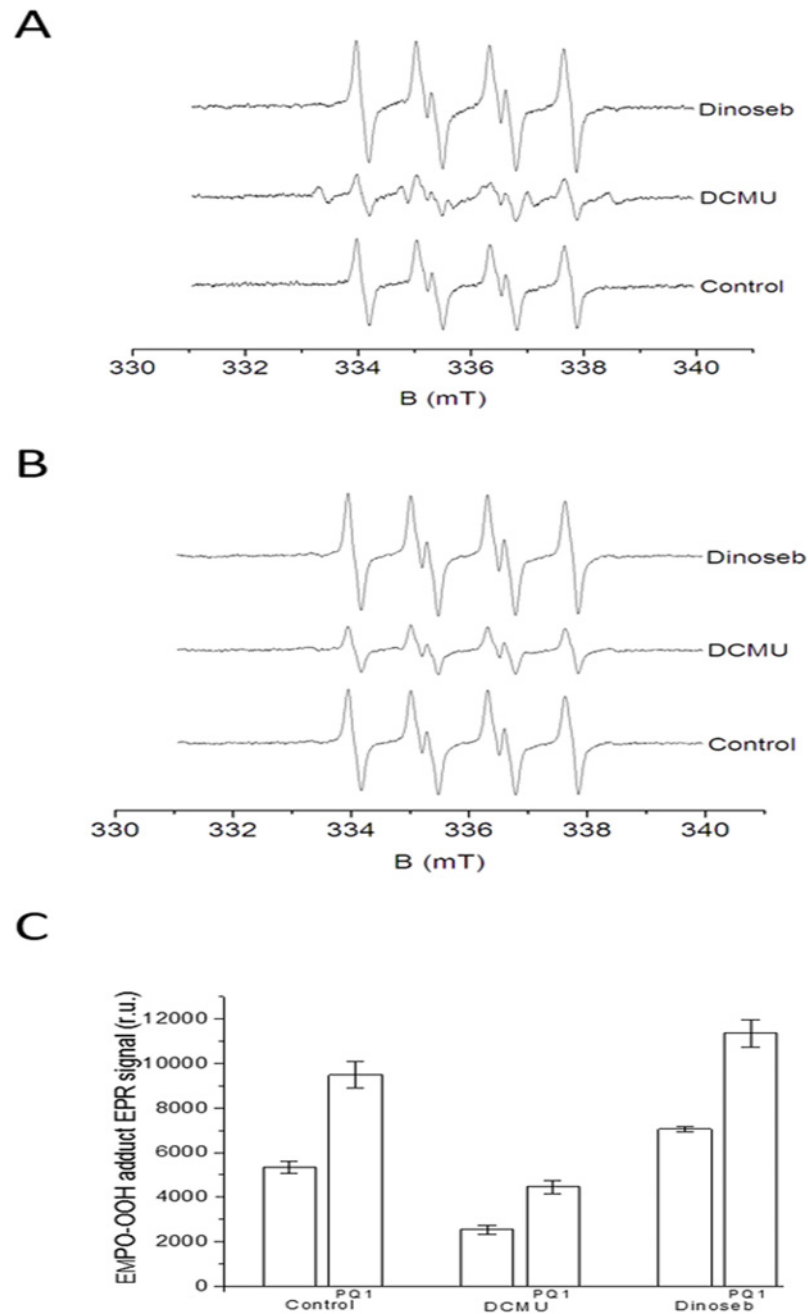 A
Dinoseb
DCMU
Control
330 332 334 336 338 340
B (mT)
B
Dinoseb
DCMU
Control
330 332 334 336 338 340
B (mT)
C
EMPO-OOH adduct EPR signal (r.u.)
12000
10000
8000
6000
4000
2000
0
PQ1 PQ1 PQ1
Control DCMU Dinoseb